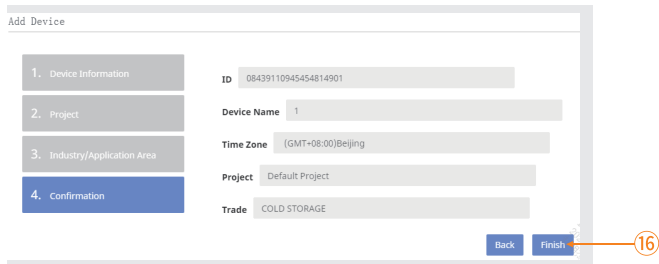 Add Device
1. Device Information
2. Project
3. Industry/Application Area
4. Confirmation
ID 08439110945454814901
Device Name 1
Time Zone (GMT+08:00)Beijing
Project Default Project
Trade COLD STORAGE
Back Finish 16